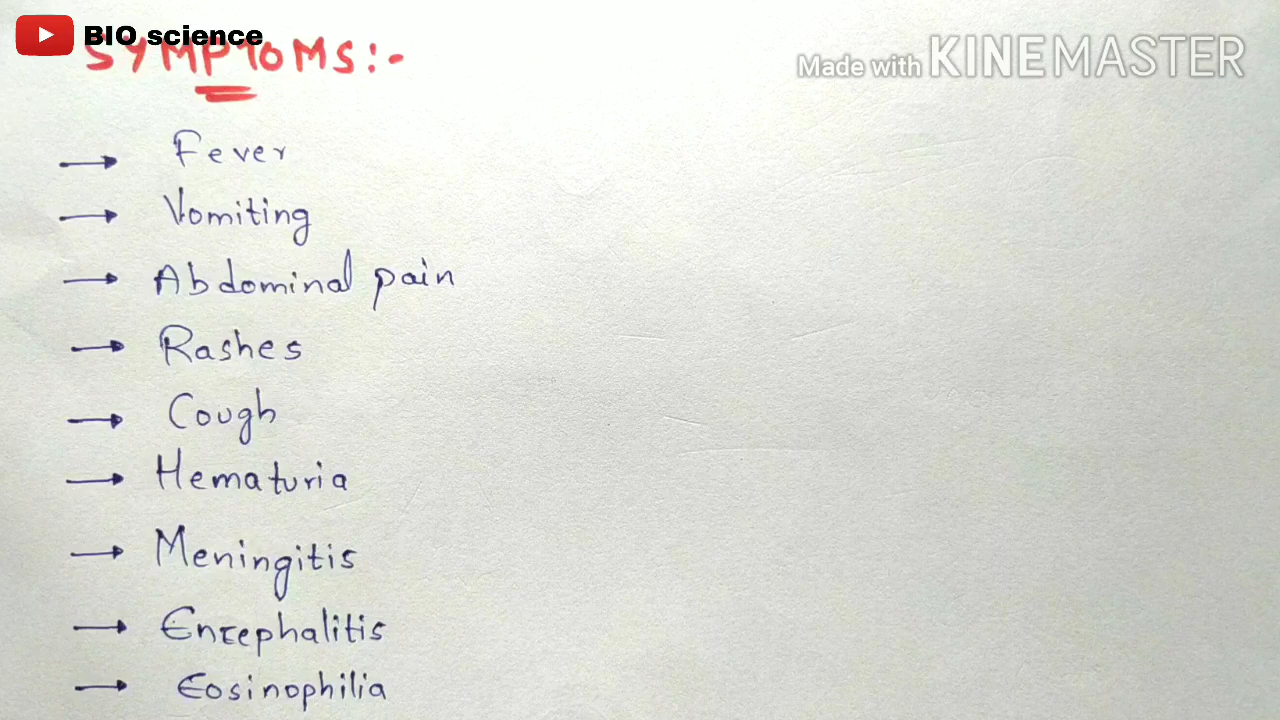 BIO science
Made with KINEMASTER
SYMPTOMS:-
→ Fever
→ Vomiting
→ Abdominal pain
→ Rashes
→ Cough
→ Hematuria
→ Meningitis
→ Encephalitis
→ Eosinophilia